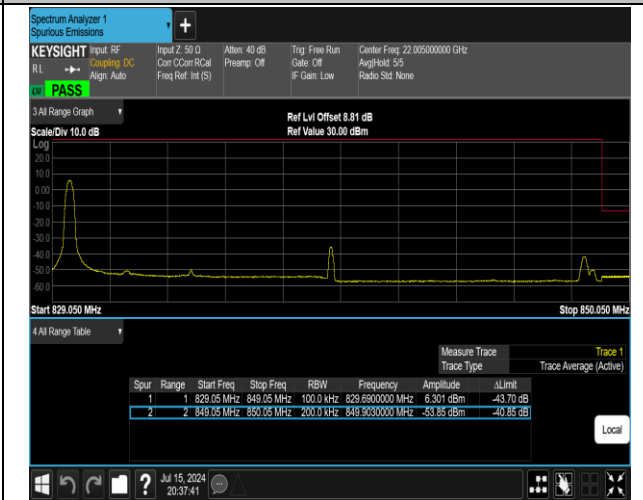 Spectrum Analyzer 1
Spurious Emissions
+
KEYSIGHT Input: RF Input Z: 50 Ω Atten: 40 dB Trig: Free Run Center Freq: 22.005000000 GHz
RL Coupling: DC Corr CCorr RCal Preamp: Off Gate: Off Avg|Hold: 5/5
Align: Auto Freq Ref: Int (S) IF Gain: Low Radio Std: None
PASS
3 All Range Graph Ref Lvl Offset 8.81 dB
Scale/Div 10.0 dB Ref Value 30.00 dBm
Log
20.0
10.0
0.00
-10.0
-20.0
-30.0
-40.0
-50.0
-60.0
Start 829.050 MHz Stop 850.050 MHz
4 All Range Table
Measure Trace Trace 1
Trace Type Trace Average (Active)
Spur Range Start Freq Stop Freq RBW Frequency Amplitude ΔLimit
1 1 829.05 MHz 849.05 MHz 100.0 kHz 829.6900000 MHz 6.301 dBm -43.70 dB
2 2 849.05 MHz 850.05 MHz 200.0 kHz 849.9030000 MHz -53.85 dBm -40.85 dB
Local
? Jul 15, 2024
20:37:41